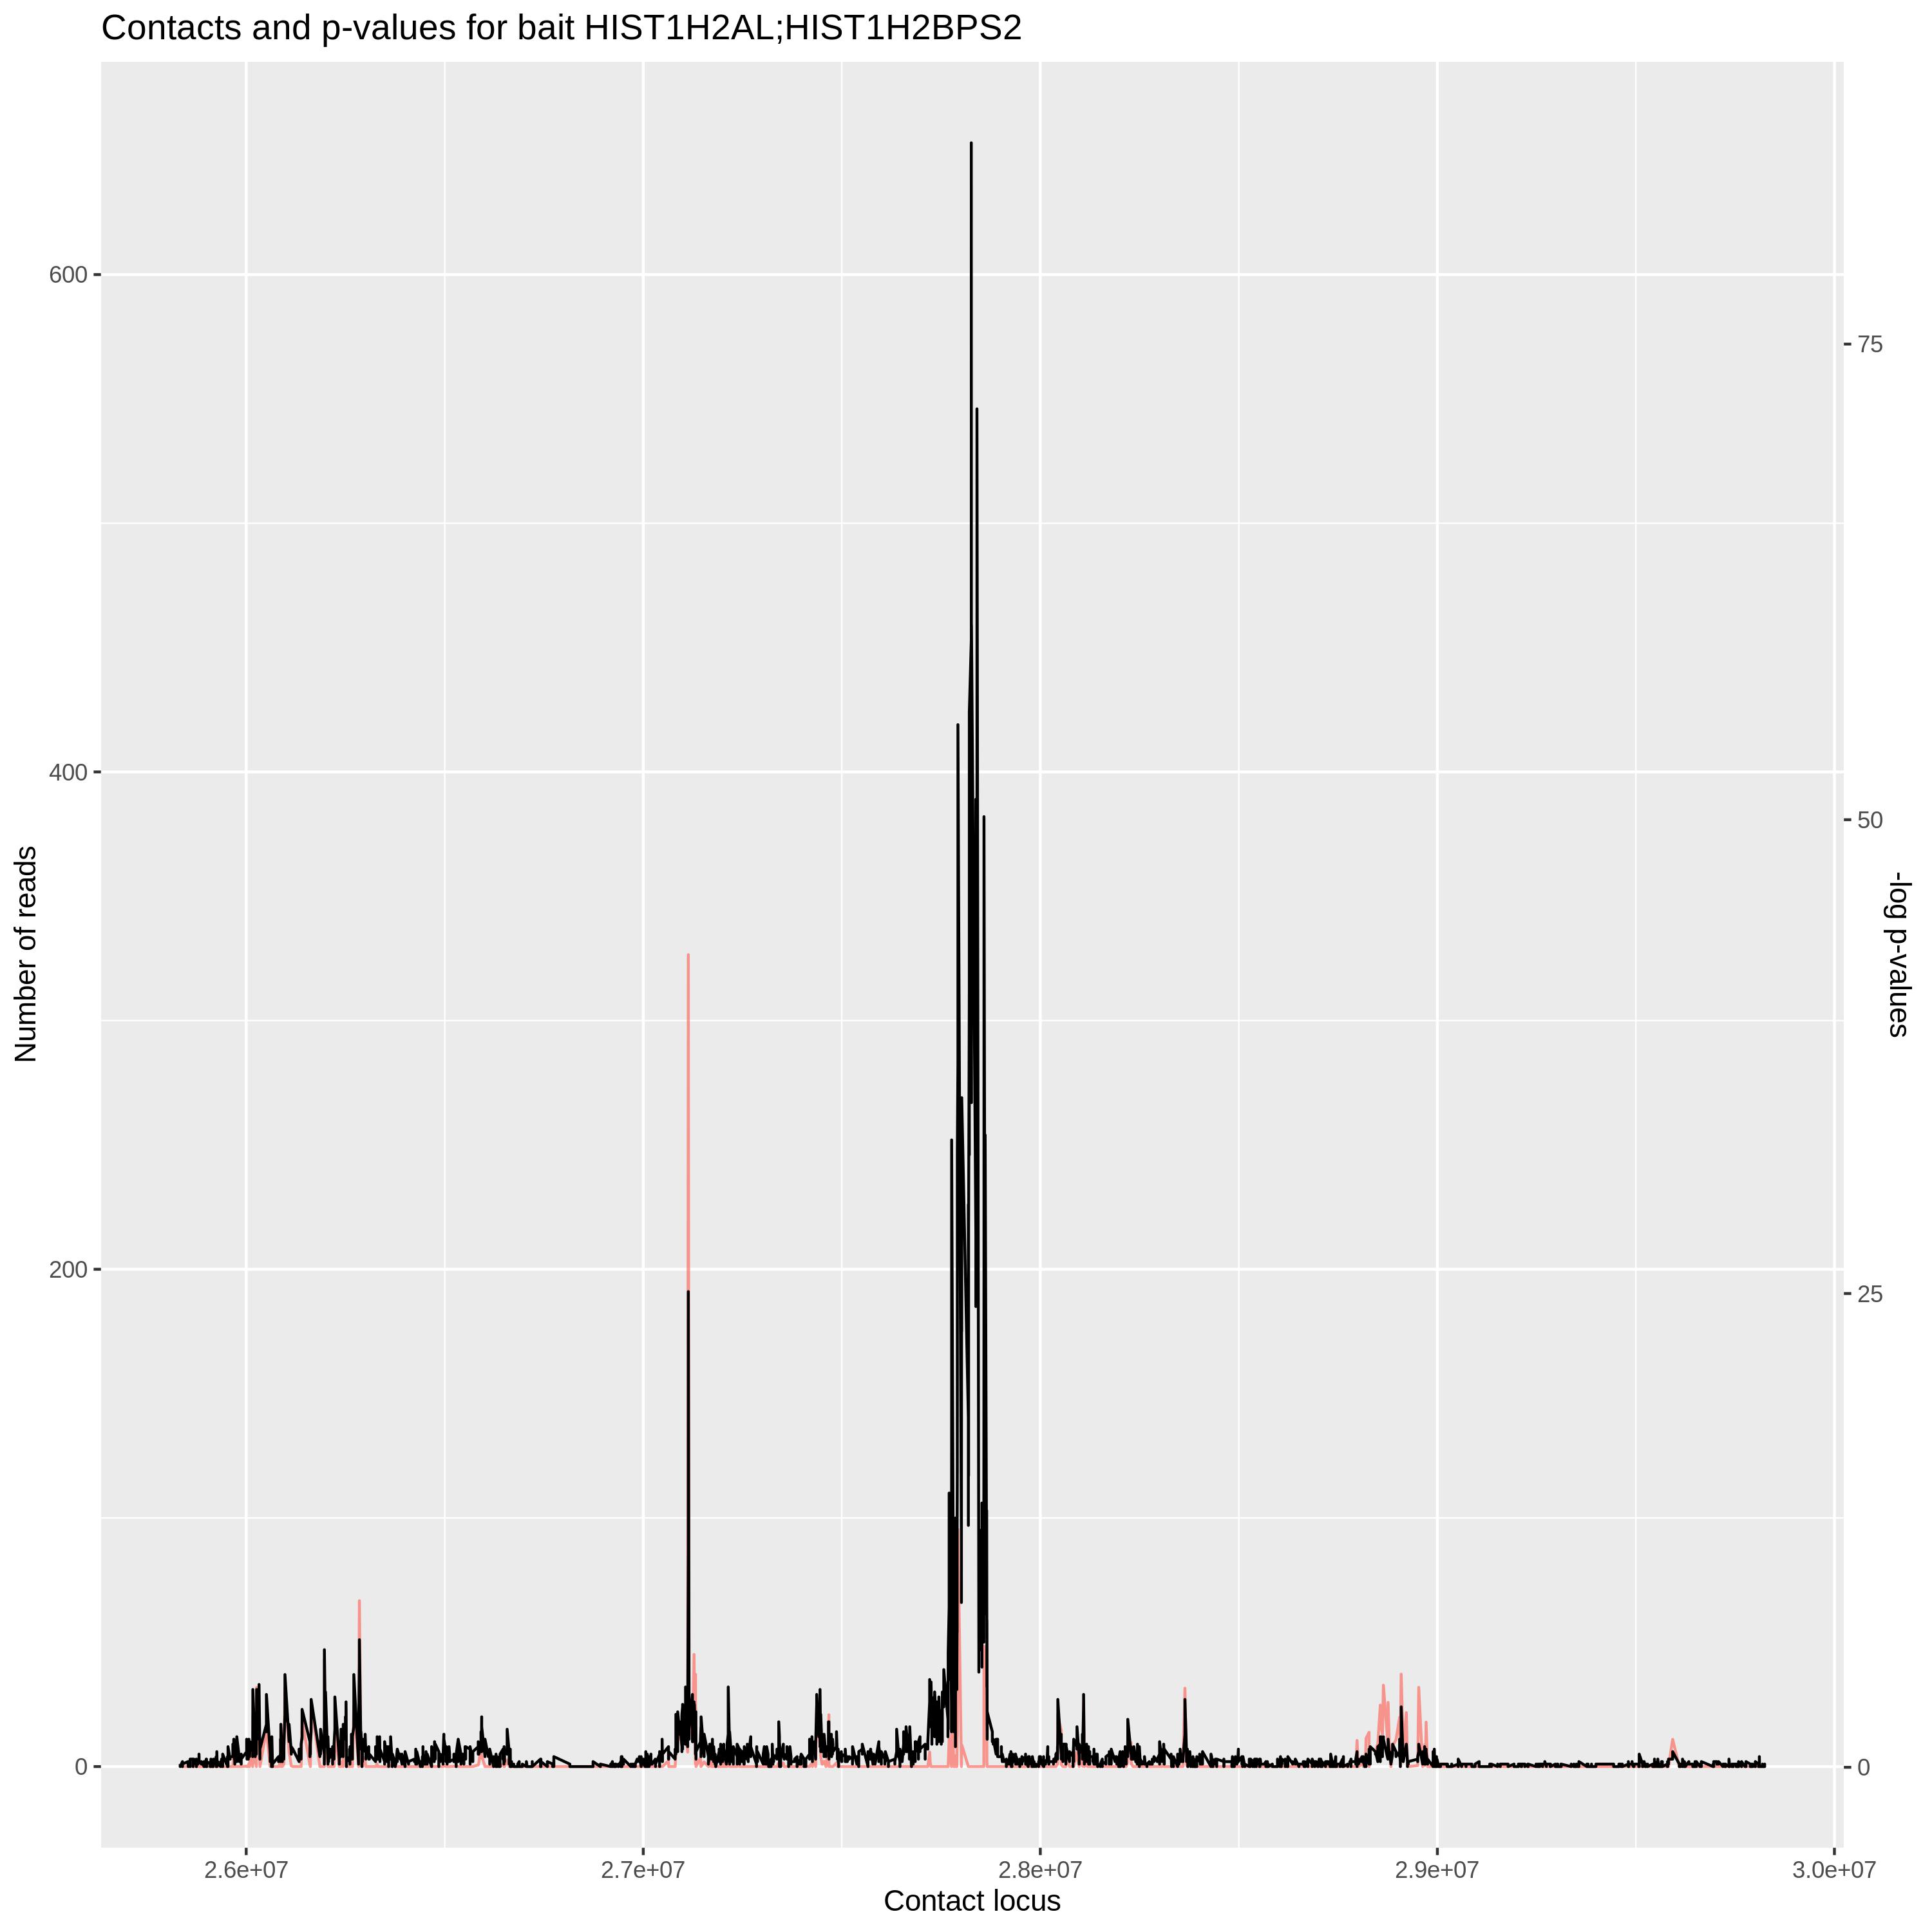 Contacts and p-values for bait HIST1H2AL;HIST1H2BPS2
600
400
200
0
Number of reads
75
50
25
0
-log p-values
2.6e+07
2.7e+07
2.8e+07
2.9e+07
3.0e+07
Contact locus